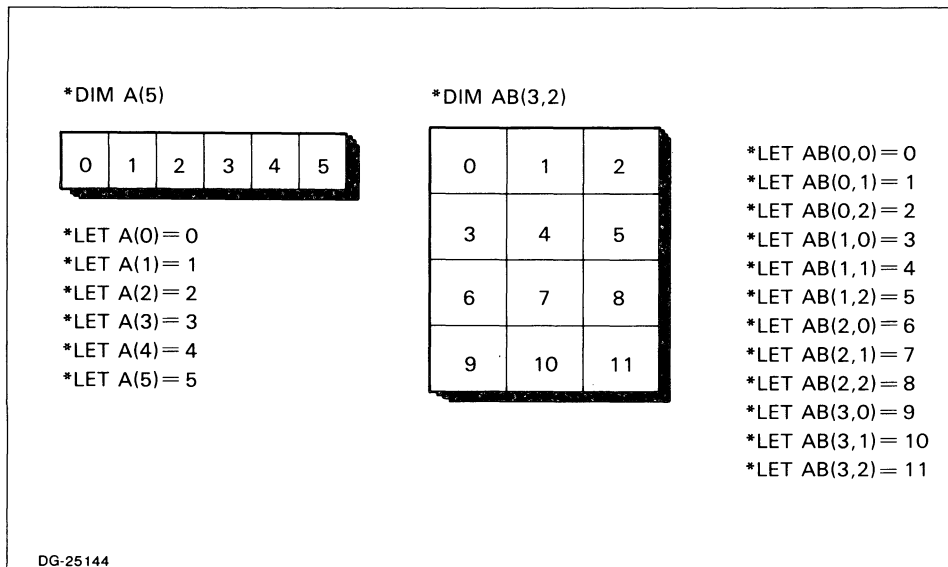 *DIM A(5)
0 1 2 3 4 5
*LET A(0)=0
*LET A(1)=1
*LET A(2)=2
*LET A(3)=3
*LET A(4)=4
*LET A(5)=5
*DIM AB(3,2)
0 1 2
3 4 5
6 7 8
9 10 11
*LET AB(0,0)=0
*LET AB(0,1)=1
*LET AB(0,2)=2
*LET AB(1,0)=3
*LET AB(1,1)=4
*LET AB(1,2)=5
*LET AB(2,0)=6
*LET AB(2,1)=7
*LET AB(2,2)=8
*LET AB(3,0)=9
*LET AB(3,1)=10
*LET AB(3,2)=11
DG-25144